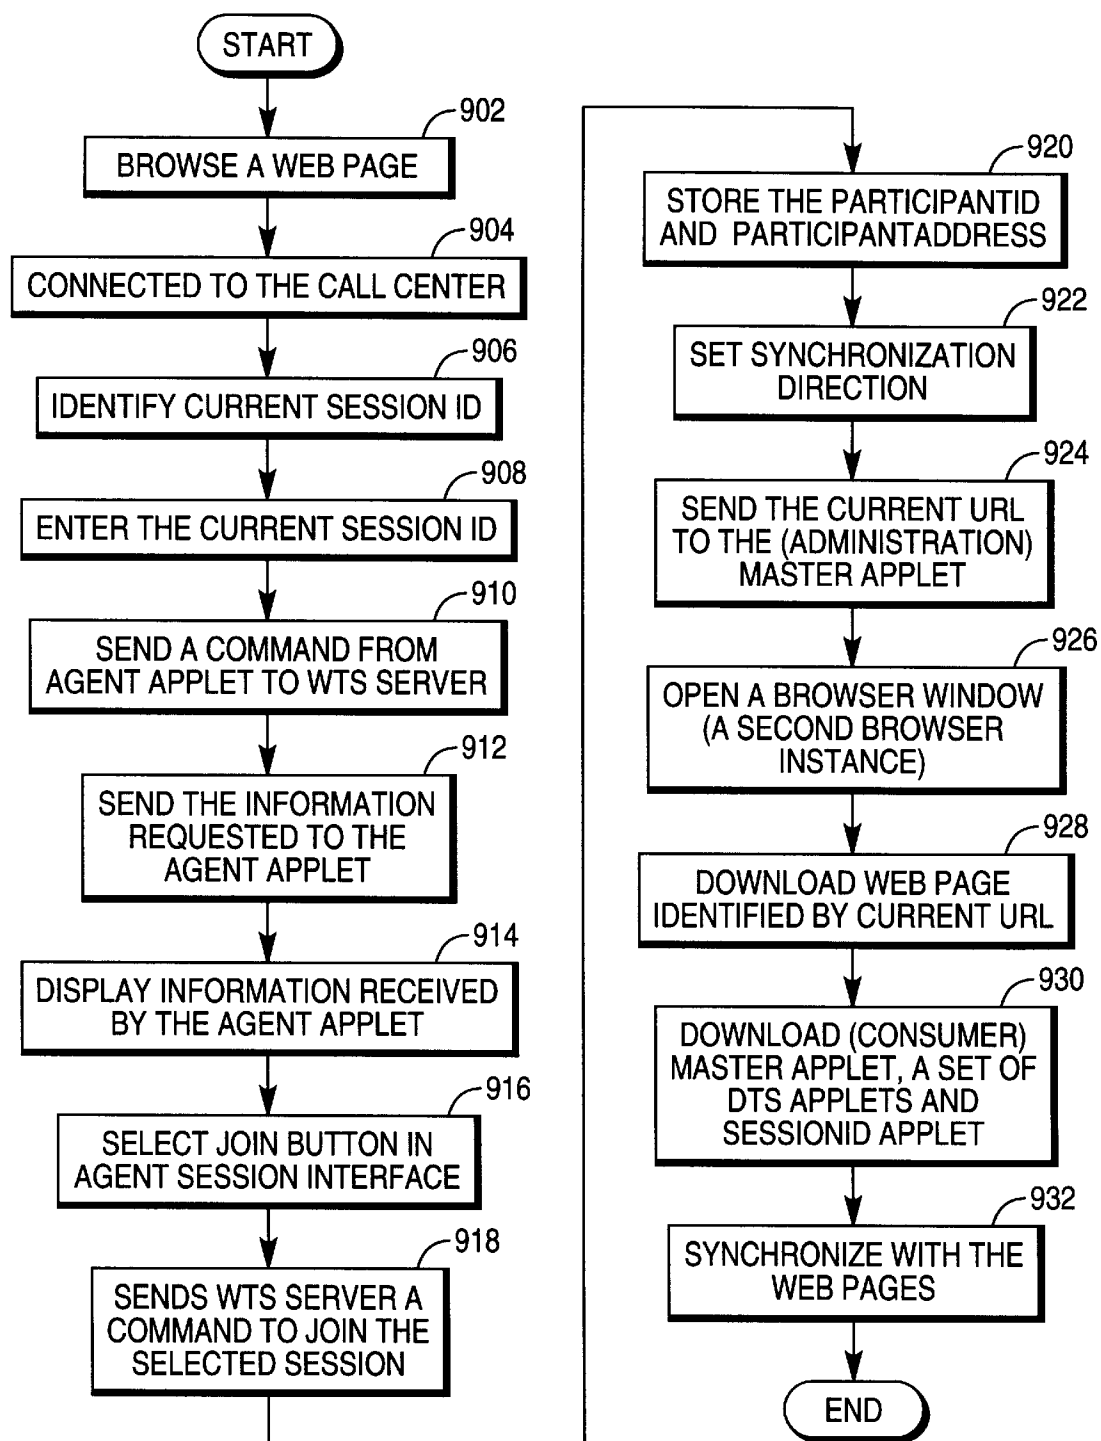 START
902
BROWSE A WEB PAGE
904
CONNECTED TO THE CALL CENTER
906
IDENTIFY CURRENT SESSION ID
908
ENTER THE CURRENT SESSION ID
910
SEND A COMMAND FROM
AGENT APPLET TO WTS SERVER
912
SEND THE INFORMATION
REQUESTED TO THE
AGENT APPLET
914
DISPLAY INFORMATION RECEIVED
BY THE AGENT APPLET
916
SELECT JOIN BUTTON IN
AGENT SESSION INTERFACE
918
SENDS WTS SERVER A
COMMAND TO JOIN THE
SELECTED SESSION
920
STORE THE PARTICIPANTID
AND PARTICIPANTADDRESS
922
SET SYNCHRONIZATION
DIRECTION
924
SEND THE CURRENT URL
TO THE (ADMINISTRATION)
MASTER APPLET
926
OPEN A BROWSER WINDOW
(A SECOND BROWSER
INSTANCE)
928
DOWNLOAD WEB PAGE
IDENTIFIED BY CURRENT URL
930
DOWNLOAD (CONSUMER)
MASTER APPLET, A SET OF
DTS APPLETS AND
SESSIONID APPLET
932
SYNCHRONIZE WITH THE
WEB PAGES
END